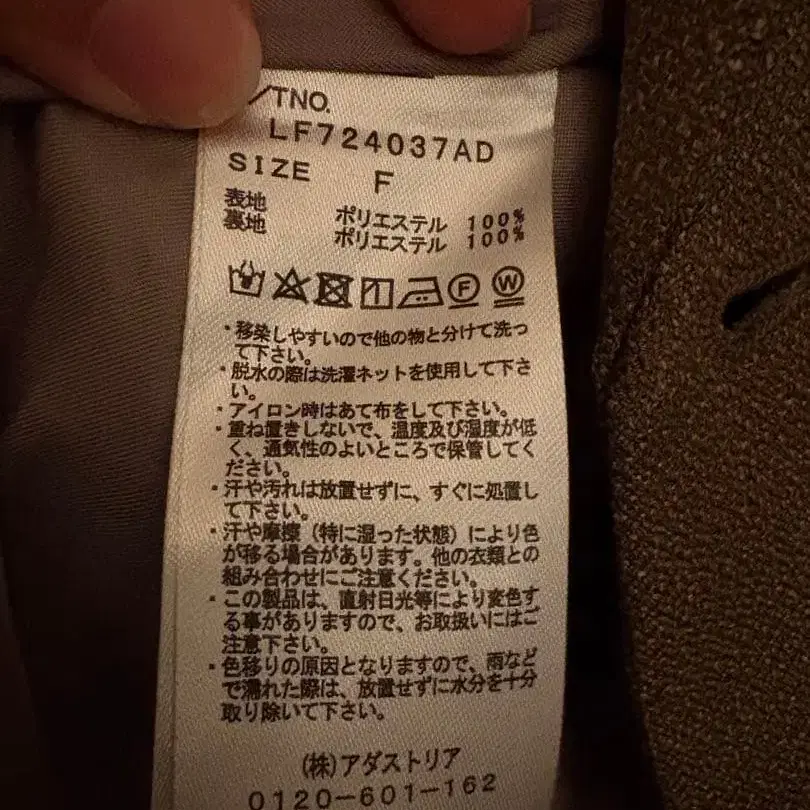 /TNO.
LF724037AD
SIZE F
表地 ポリエステル 100%
裏地 ポリエステル 100%
F W
・移染しやすいので他の物と分けて洗っ
て下さい。
・脱水の際は洗濯ネットを使用して下さ
い。
・アイロン時はあて布をして下さい。
・重ね置きしないで、温度及び湿度が低
く、通気性のよいところで保管してく
ださい。
・汗や汚れは放置せずに、すぐに処置し
て下さい。
・汗や摩擦（特に湿った状態）により色
が移る場合があります。他の衣類との
組み合わせにご注意ください。
・この製品は、直射日光等により変色す
る事がありますので、お取扱いにはご
注意下さい。
・色移りの原因となりますので、雨など
で濡れた際は、放置せずに水分を十分
取り除いて下さい。
(株)アダストリア
0120-601-162